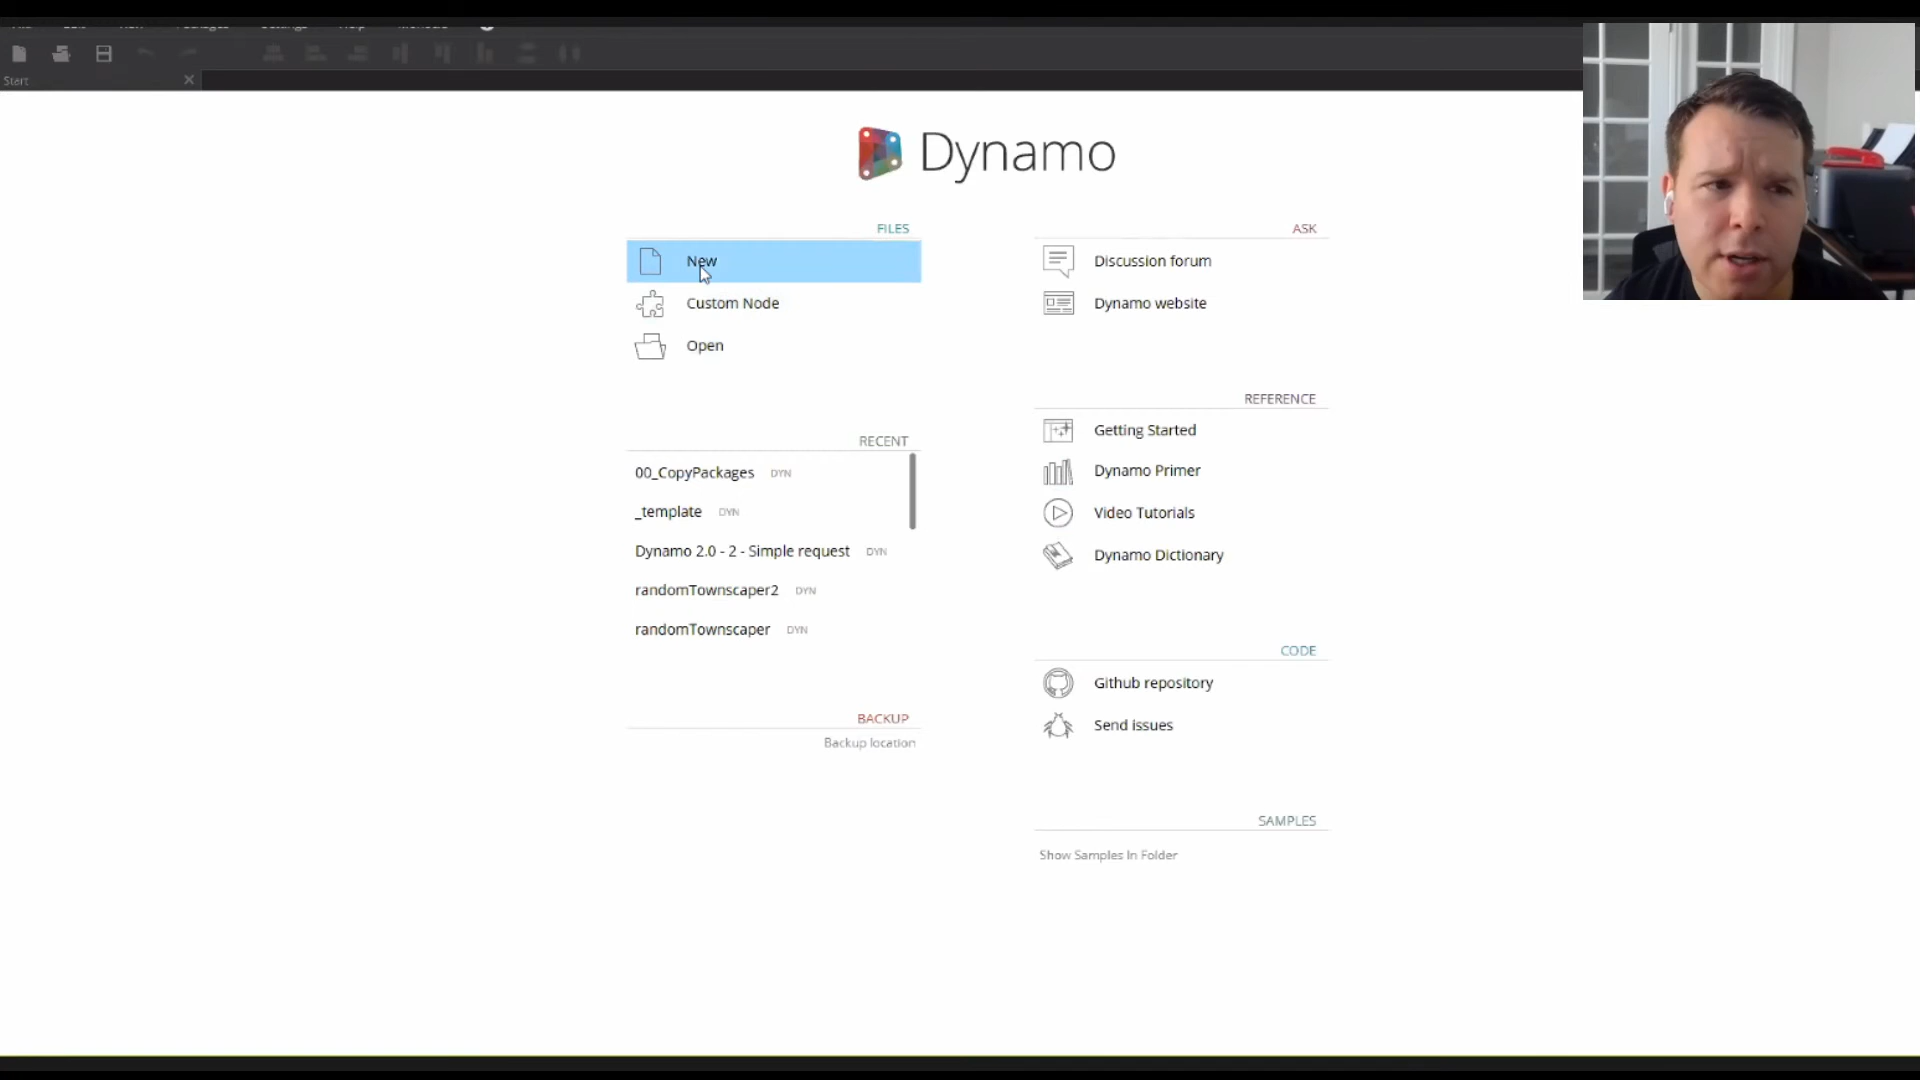 Start
Dynamo
FILES
New
Custom Node
Open
RECENT
00_CopyPackages DYN
_template DYN
Dynamo 2.0 - 2 - Simple request DYN
randomTownscaper2 DYN
randomTownscaper DYN
BACKUP
Backup location
ASK
Discussion forum
Dynamo website
REFERENCE
Getting Started
Dynamo Primer
Video Tutorials
Dynamo Dictionary
CODE
Github repository
Send issues
SAMPLES
Show Samples In Folder